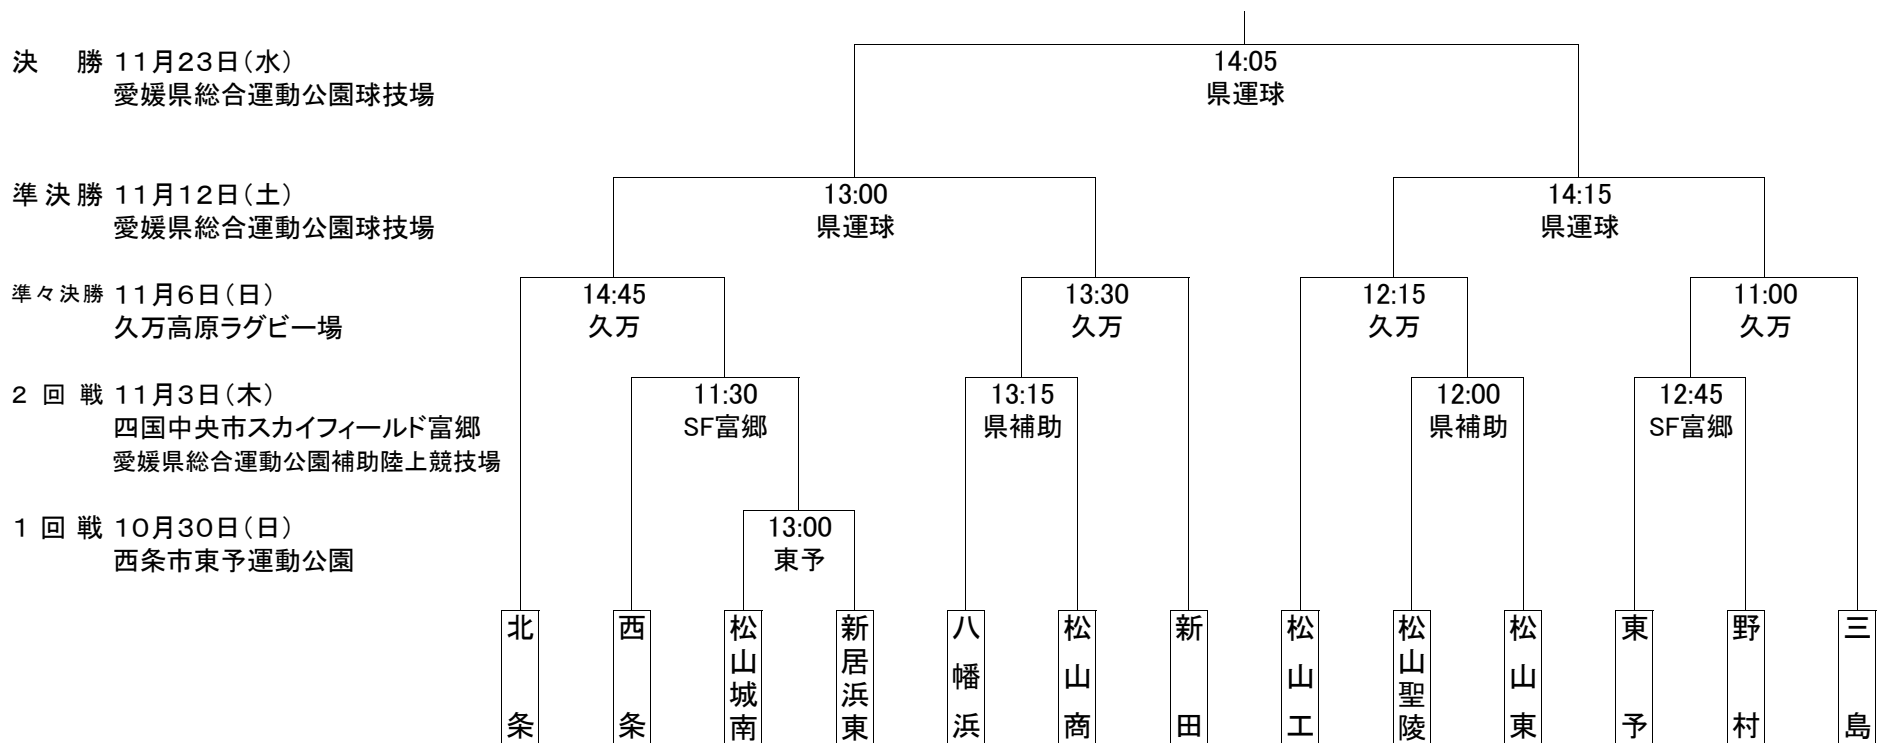 決 勝 １１月２３日（水）
愛媛県総合運動公園球技場
14:05
県運球
準決勝 １１月１２日（土）
愛媛県総合運動公園球技場
13:00
県運球
14:15
県運球
準々決勝 １１月６日（日）
久万高原ラグビー場
14:45
久万
13:30
久万
12:15
久万
11:00
久万
２回戦 １１月３日（木）
四国中央市スカイフィールド富郷
愛媛県総合運動公園補助陸上競技場
11:30
SF富郷
13:15
県補助
12:00
県補助
12:45
SF富郷
１回戦 １０月３０日（日）
西条市東予運動公園
13:00
東予
北条
西条
松山城南
新居浜東
八幡浜
松山商
新田
松山工
松山聖陵
松山東
東予
野村
三島